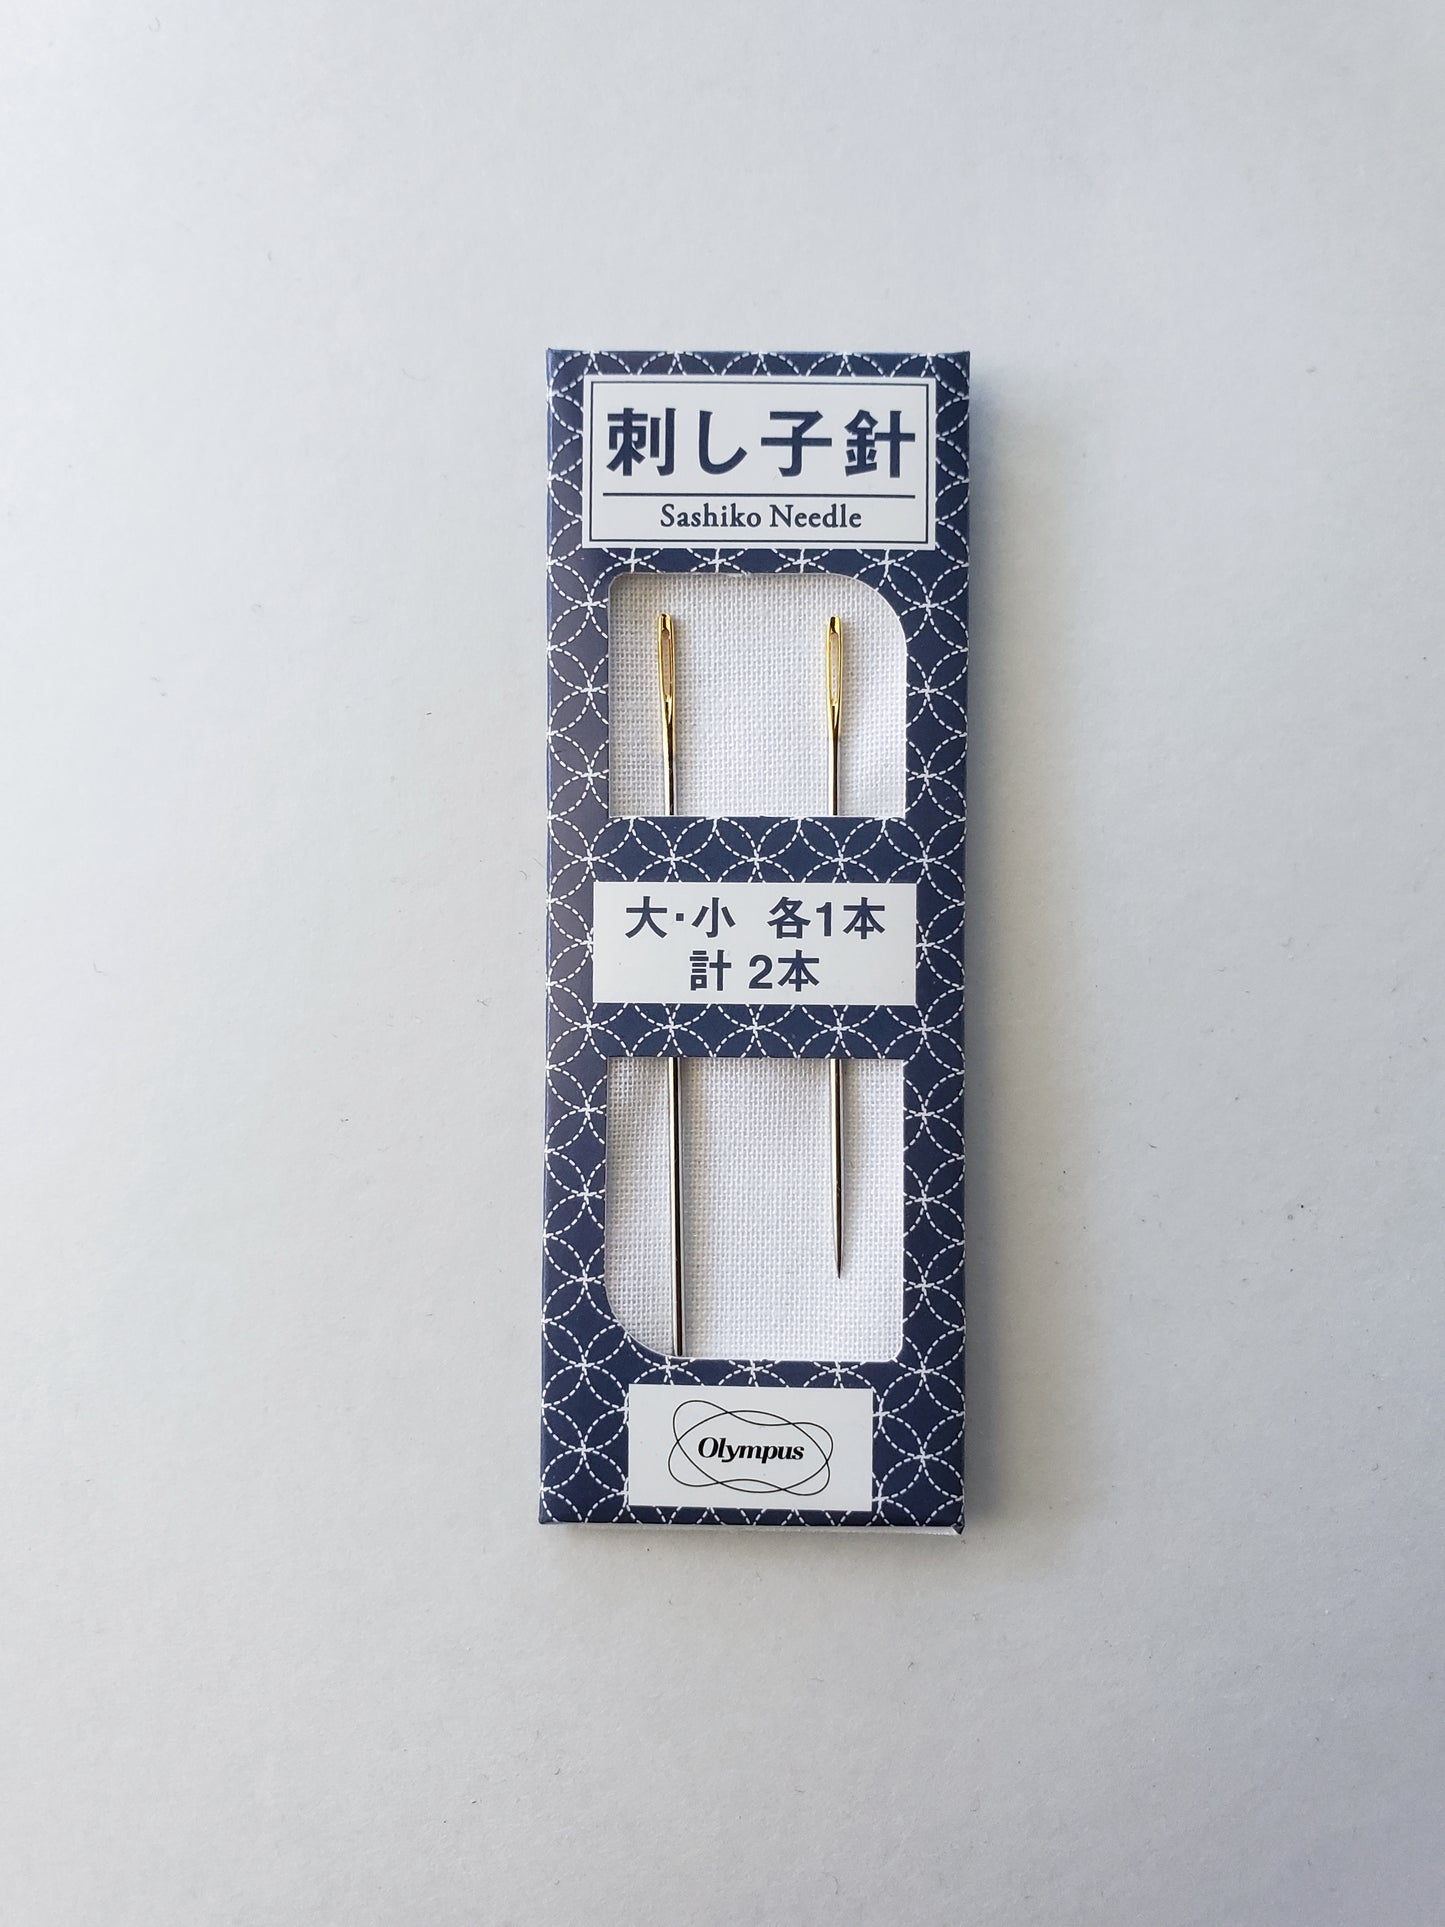 刺し子針
Sashiko Needle
大・小 各1本
計 2本
Olympus